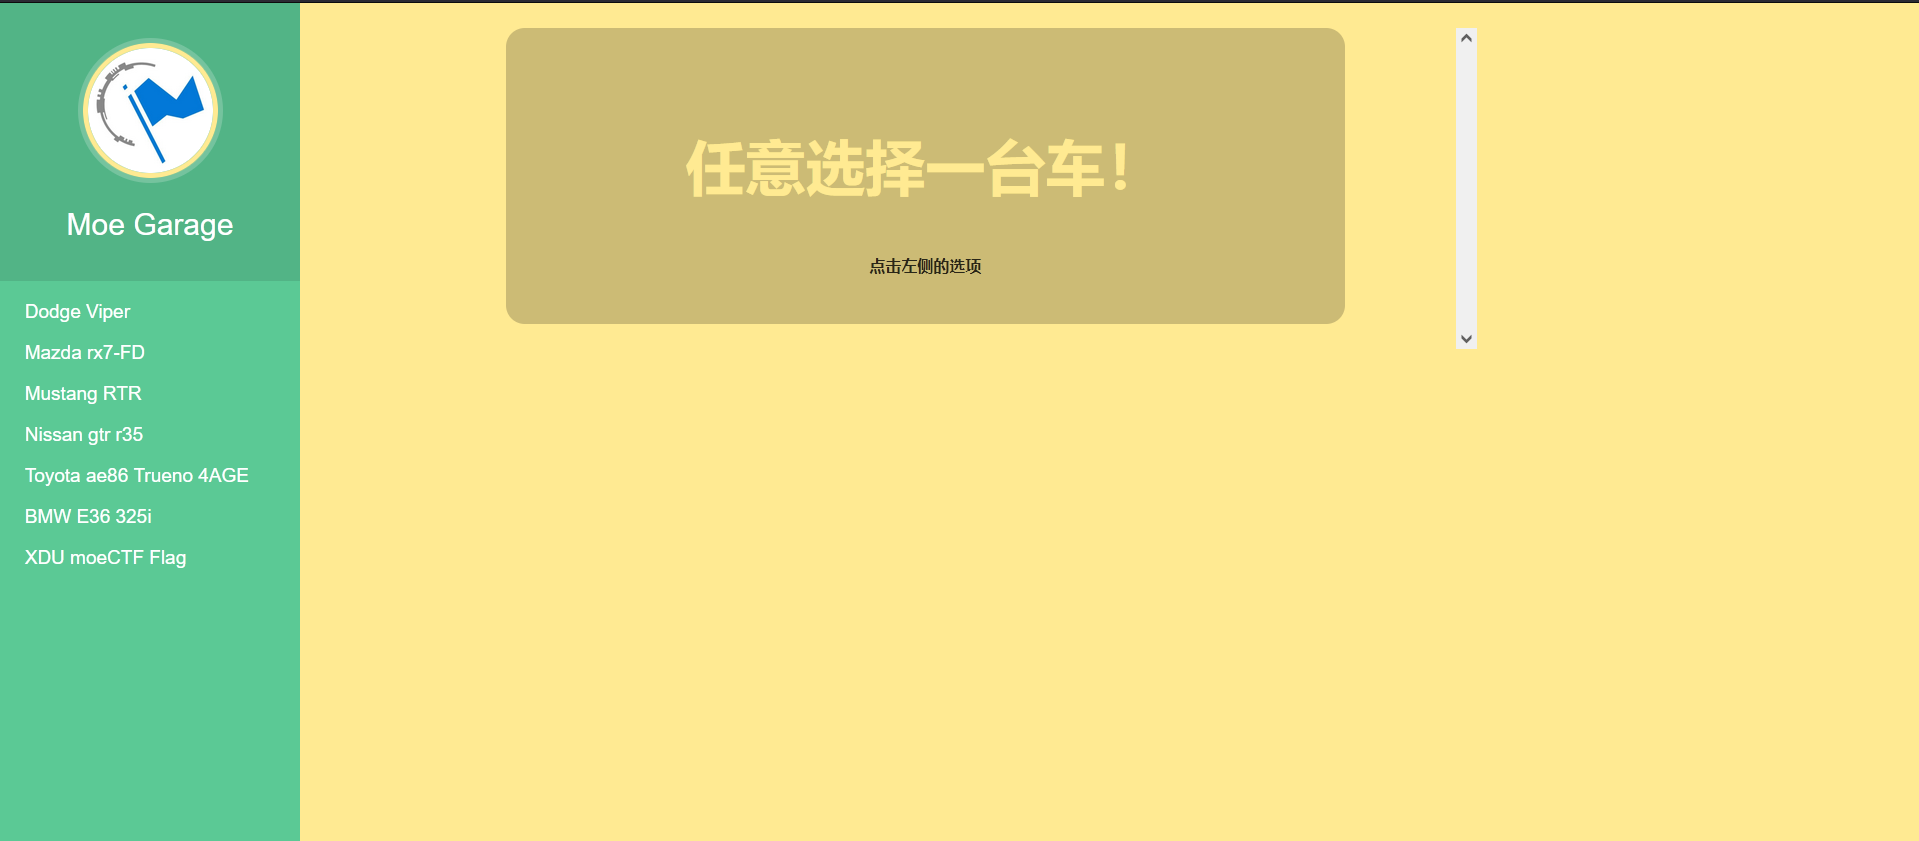 Moe Garage
Dodge Viper
Mazda rx7-FD
Mustang RTR
Nissan gtr r35
Toyota ae86 Trueno 4AGE
BMW E36 325i
XDU moeCTF Flag
任意选择一台车！
点击左侧的选项